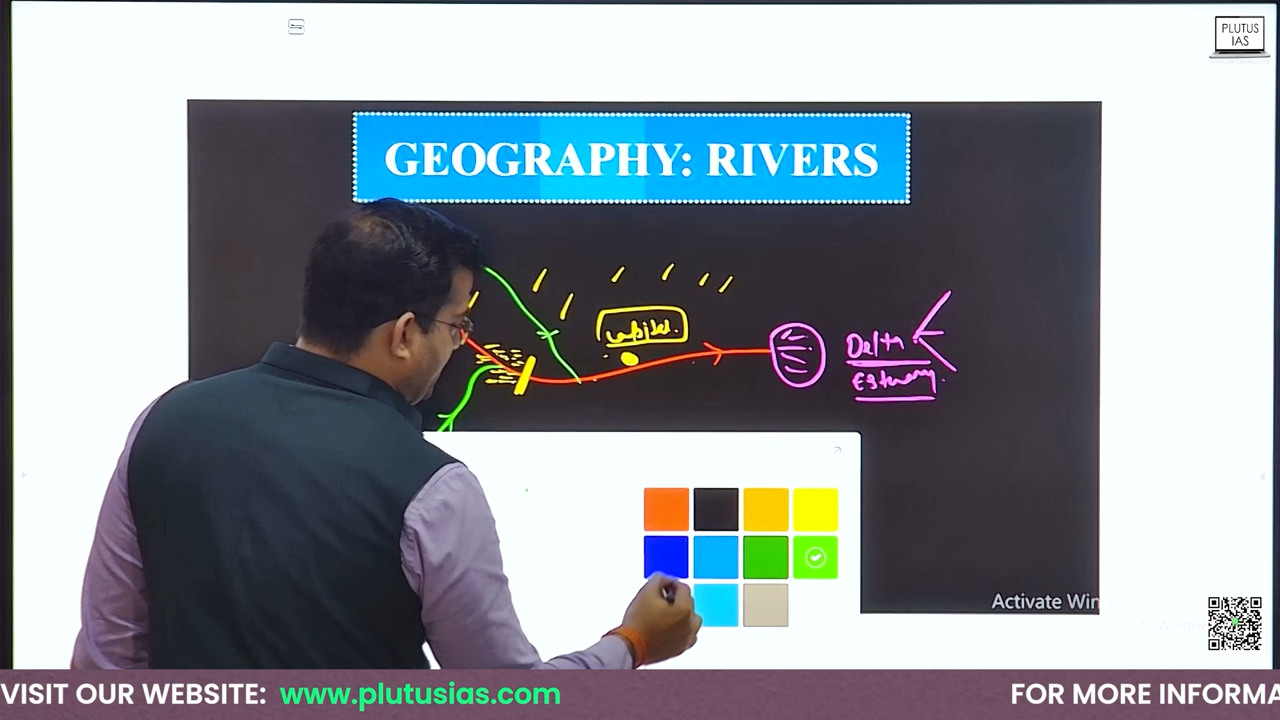 PLUTUS
IAS
GEOGRAPHY: RIVERS
Delta
Estuary
Activate Win
VISIT OUR WEBSITE: www.plutusias.com
FOR MORE INFORMA